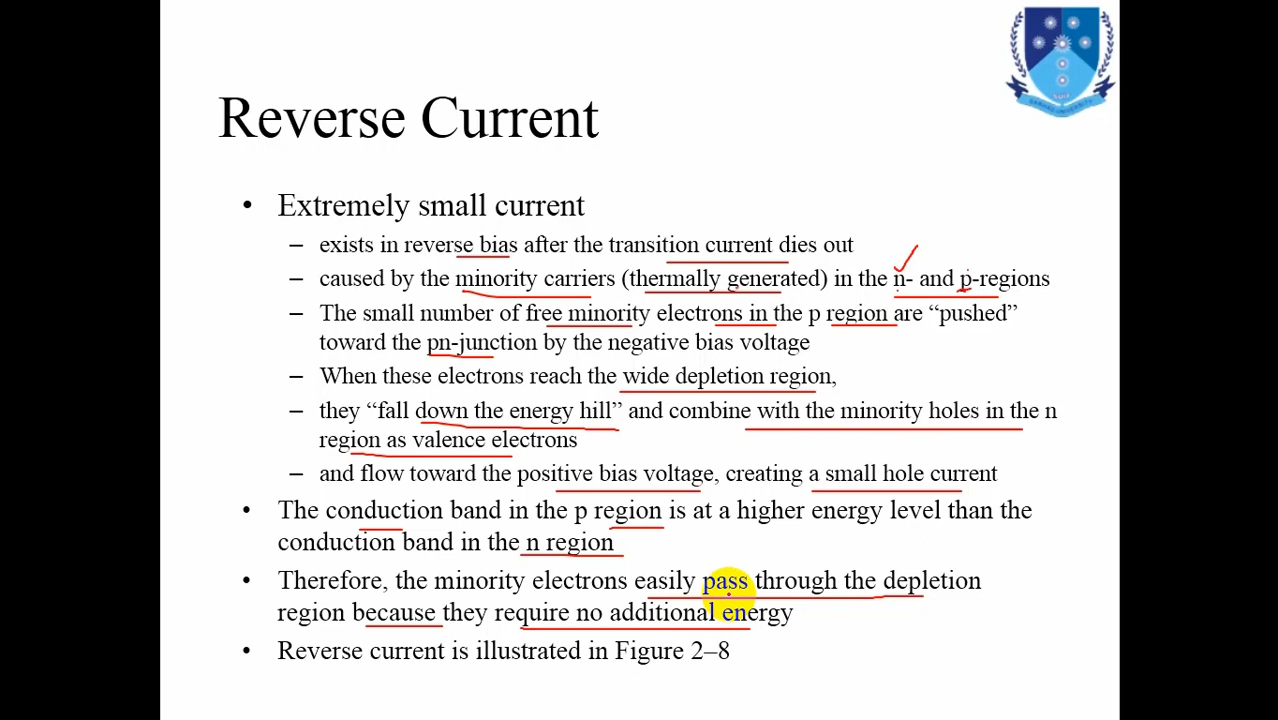 Reverse Current
• Extremely small current
– exists in reverse bias after the transition current dies out
– caused by the minority carriers (thermally generated) in the n- and p-regions
– The small number of free minority electrons in the p region are “pushed”
toward the pn-junction by the negative bias voltage
– When these electrons reach the wide depletion region,
– they “fall down the energy hill” and combine with the minority holes in the n
region as valence electrons
– and flow toward the positive bias voltage, creating a small hole current
• The conduction band in the p region is at a higher energy level than the
conduction band in the n region
• Therefore, the minority electrons easily pass through the depletion
region because they require no additional energy
• Reverse current is illustrated in Figure 2–8